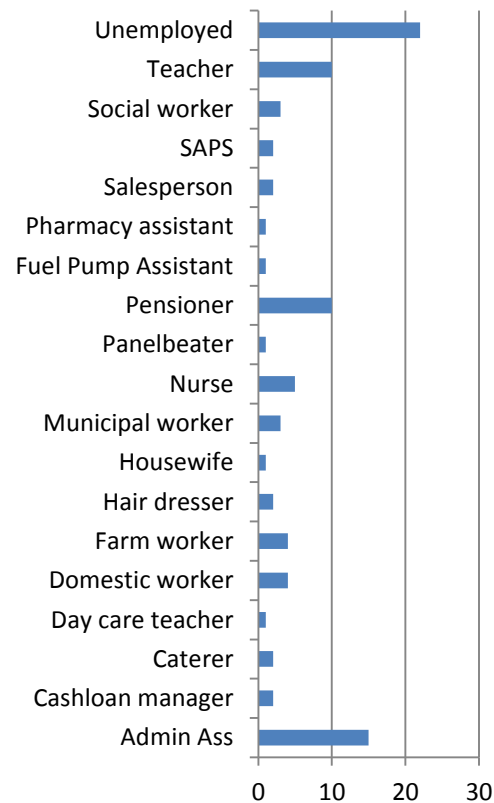 Unemployed
Teacher
Social worker
SAPS
Salesperson
Pharmacy assistant
Fuel Pump Assistant
Pensioner
Panelbeater
Nurse
Municipal worker
Housewife
Hair dresser
Farm worker
Domestic worker
Day care teacher
Caterer
Cashloan manager
Admin Ass
0 10 20 30